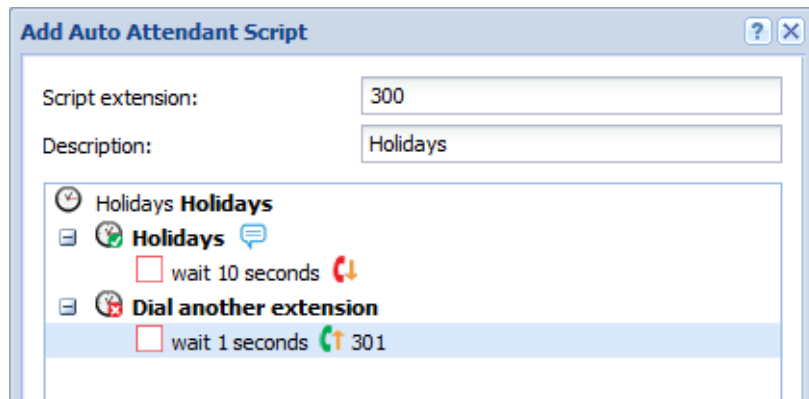 Add Auto Attendant Script ?
Script extension: 300
Description: Holidays
Holidays Holidays
Holidays
wait 10 seconds
Dial another extension
wait 1 seconds 301